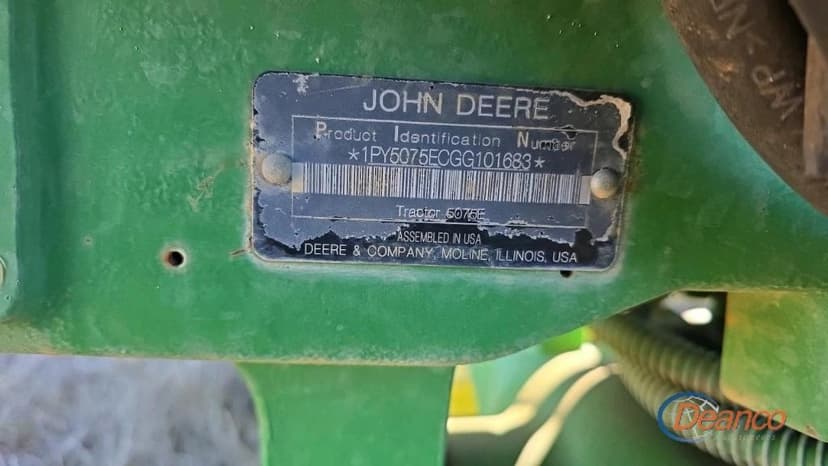 JOHN DEERE
Product Identification Number
*1PY5075ECGG101683*
Tractor 5075E
ASSEMBLED IN USA
DEERE & COMPANY, MOLINE, ILLINOIS, USA
Deanco